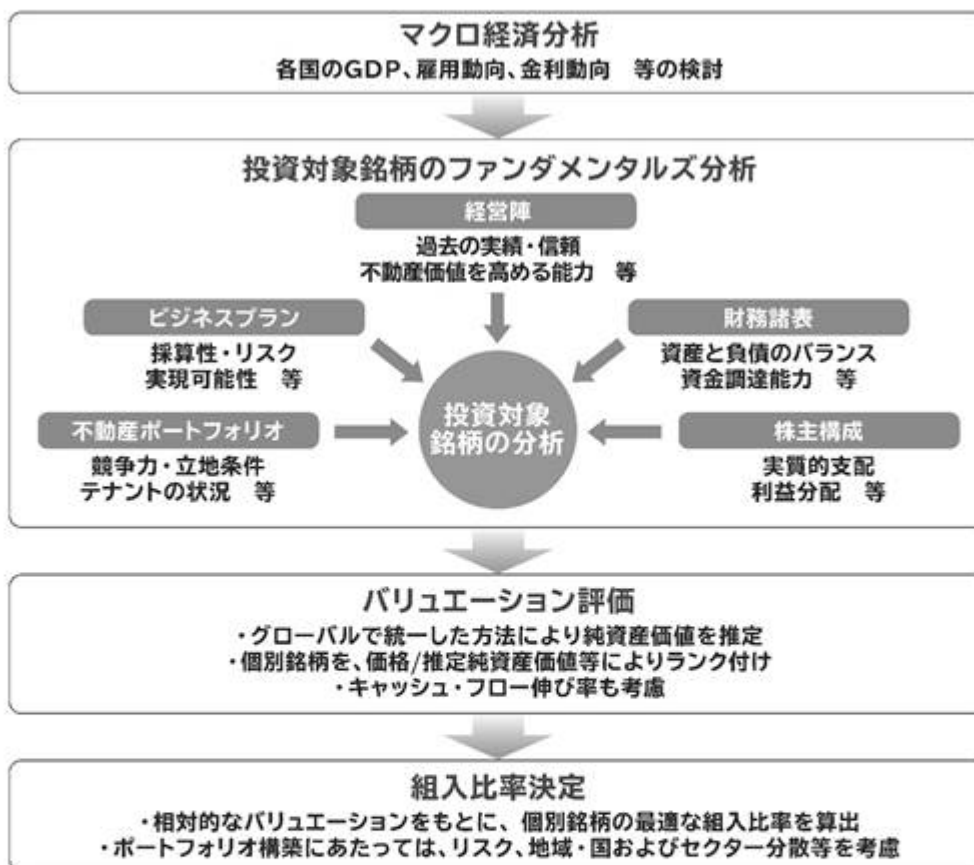 マクロ経済分析
各国のGDP、雇用動向、金利動向　等の検討
投資対象銘柄のファンダメンタルズ分析
経営陣
過去の実績・信頼
不動産価値を高める能力　等
ビジネスプラン
採算性・リスク
実現可能性　等
財務諸表
資産と負債のバランス
資金調達能力　等
不動産ポートフォリオ
競争力・立地条件
テナントの状況　等
投資対象
銘柄の分析
株主構成
実質的支配
利益分配　等
バリュエーション評価
・グローバルで統一した方法により純資産価値を推定
・個別銘柄を、価格/推定純資産価値等によりランク付け
・キャッシュ・フロー伸び率も考慮
組入比率決定
・相対的なバリュエーションをもとに、個別銘柄の最適な組入比率を算出
・ポートフォリオ構築にあたっては、リスク、地域・国およびセクター分散等を考慮